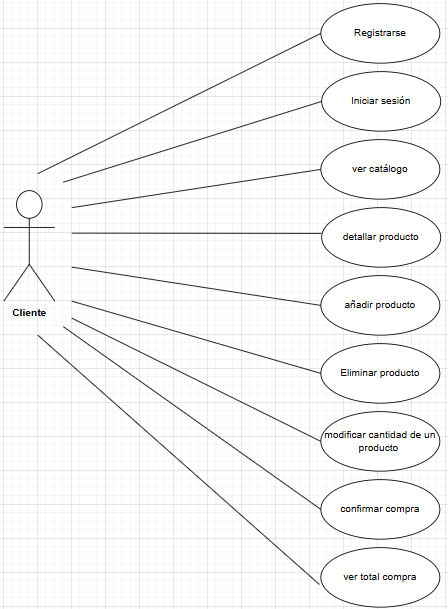 Registrarse
Iniciar sesión
ver catálogo
detallar producto
añadir producto
Cliente
Eliminar producto
modificar cantidad de un
producto
confirmar compra
ver total compra